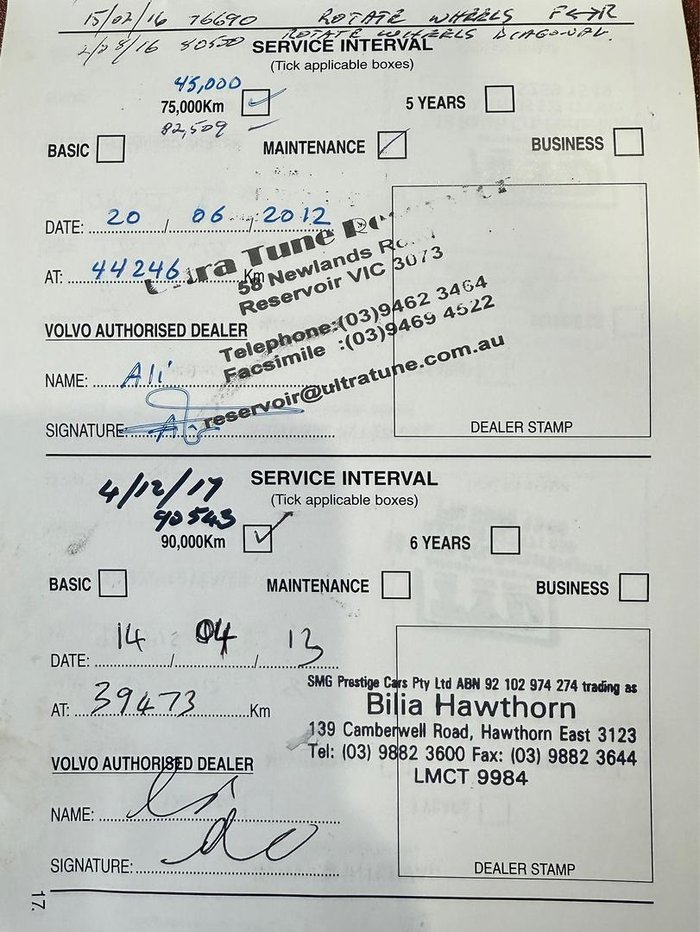 15/02/16 76690 ROTATE WHEELS F&R
2/08/16 80500 ROTATE WHEELS DIAGONAL.
SERVICE INTERVAL
(Tick applicable boxes)
45,000
75,000Km
5 YEARS
82,509
BASIC
MAINTENANCE
BUSINESS
DATE: 20 / 06 / 2012
Ultra Tune
AT: 44246 Km
58 Newlands
Reservoir VIC 3073
VOLVO AUTHORISED DEALER
Telephone:(03)9462 3464
Facsimile :(03)9469 4522
NAME: Ali
reservoir@ultratune.com.au
SIGNATURE:
DEALER STAMP
SERVICE INTERVAL
(Tick applicable boxes)
4/12/17
90543
90,000Km
6 YEARS
BASIC
MAINTENANCE
BUSINESS
DATE: 14 / 04 / 13
AT: 39473 Km
SMG Prestige Cars Pty Ltd ABN 92 102 974 274 trading as
Bilia Hawthorn
139 Camberwell Road, Hawthorn East 3123
Tel: (03) 9882 3600 Fax: (03) 9882 3644
LMCT 9984
VOLVO AUTHORISED DEALER
NAME:
SIGNATURE:
DEALER STAMP
17.